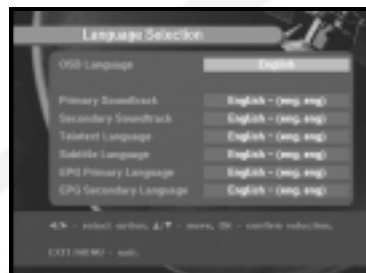 Language Selection
OSD Language English
Primary Soundtrack English - (eng, eng)
Secondary Soundtrack English - (eng, eng)
Teletext Language English - (eng, eng)
Subtitle Language English - (eng, eng)
EPG Primary Language English - (eng, eng)
EPG Secondary Language English - (eng, eng)
◄/► - select option, ▲/▼ - move, OK - confirm selection,
EXIT/MENU - exit.